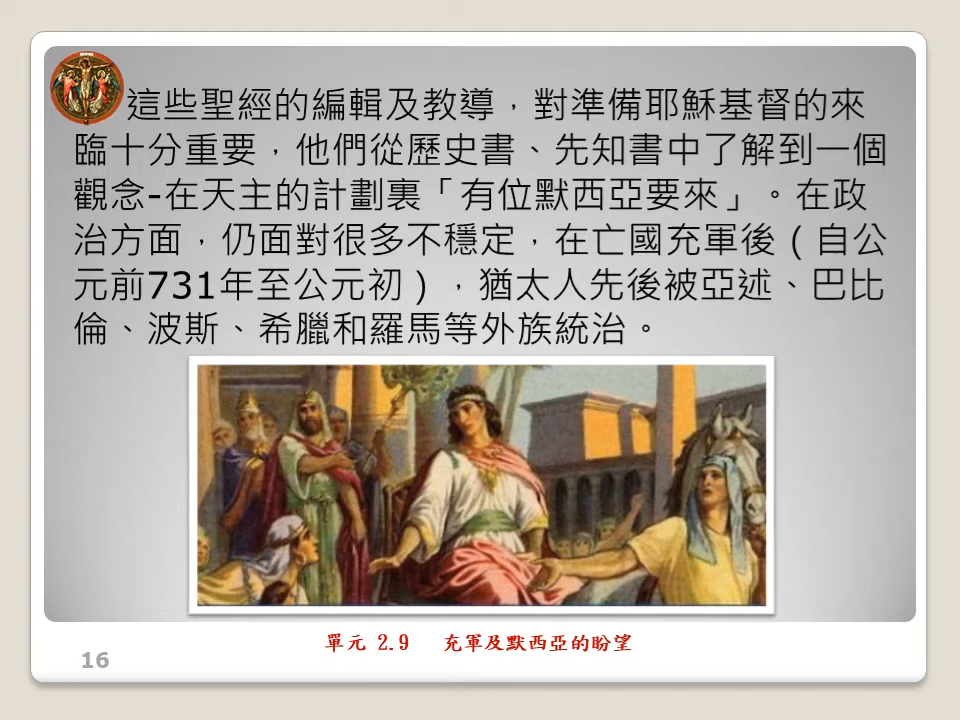 這些聖經的編輯及教導，對準備耶穌基督的來
臨十分重要，他們從歷史書、先知書中了解到一個
觀念-在天主的計劃裏「有位默西亞要來」。在政
治方面，仍面對很多不穩定，在亡國充軍後（自公
元前731年至公元初），猶太人先後被亞述、巴比
倫、波斯、希臘和羅馬等外族統治。
單元 2.9 充軍及默西亞的盼望
16